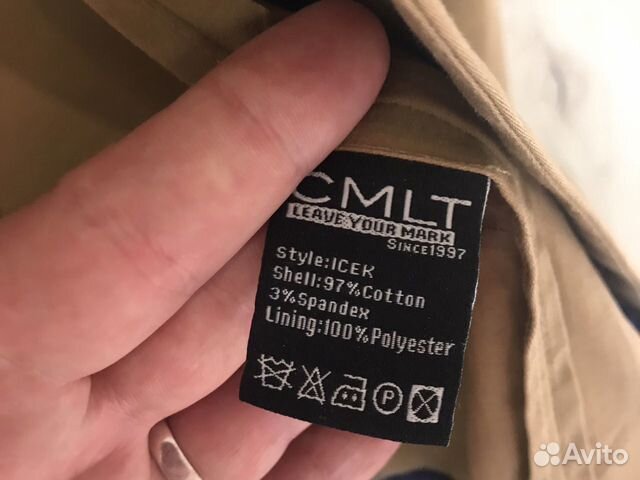 CMLT
LEAVE YOUR MARK
SINCE1997
Style:ICEK
Shell:97%Cotton
3%Spandex
Lining:100%Polyester
P
Avito